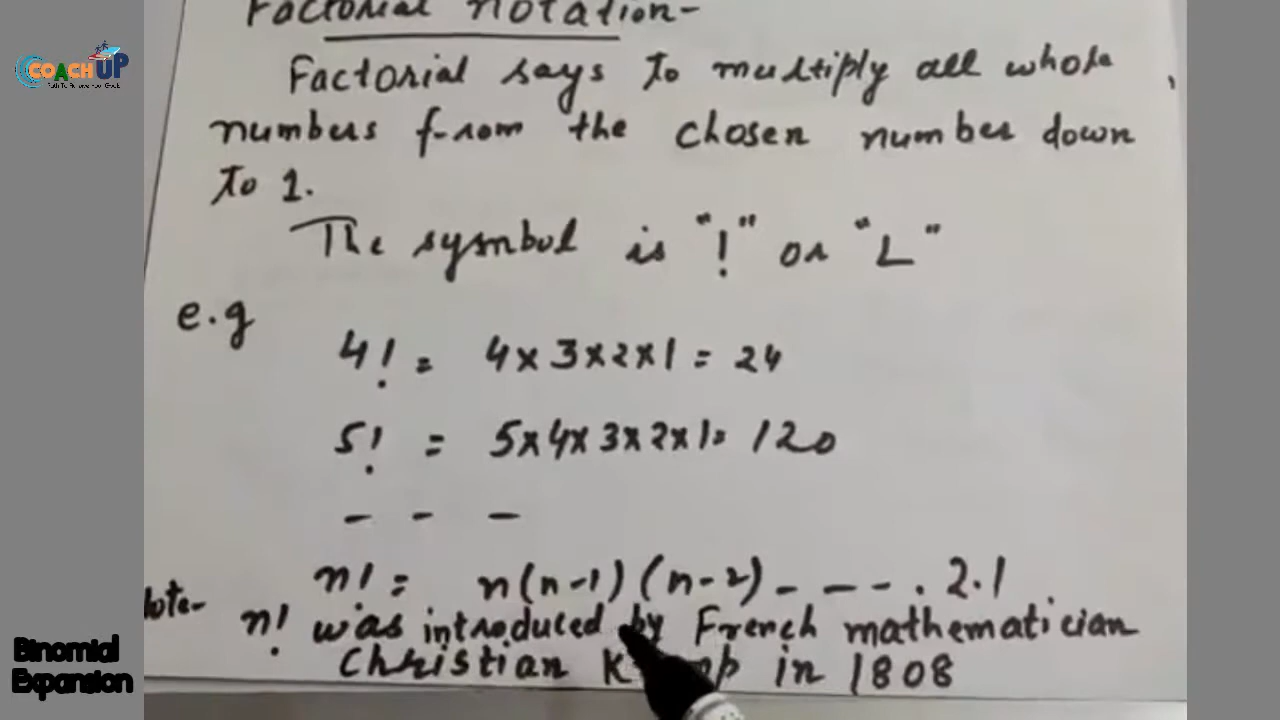 Factorial notation-
Factorial says to multiply all whole
numbers from the chosen number down
to 1.
The symbol is "!" or "L"
e.g
4! = 4x3x2x1 = 24
5! = 5x4x3x2x1= 120
- - -
n! = n(n-1)(n-2)- - - . 2.1
n! was introduced by French mathematician
Christian in 1808
COACHUP
Binomial
Expansion